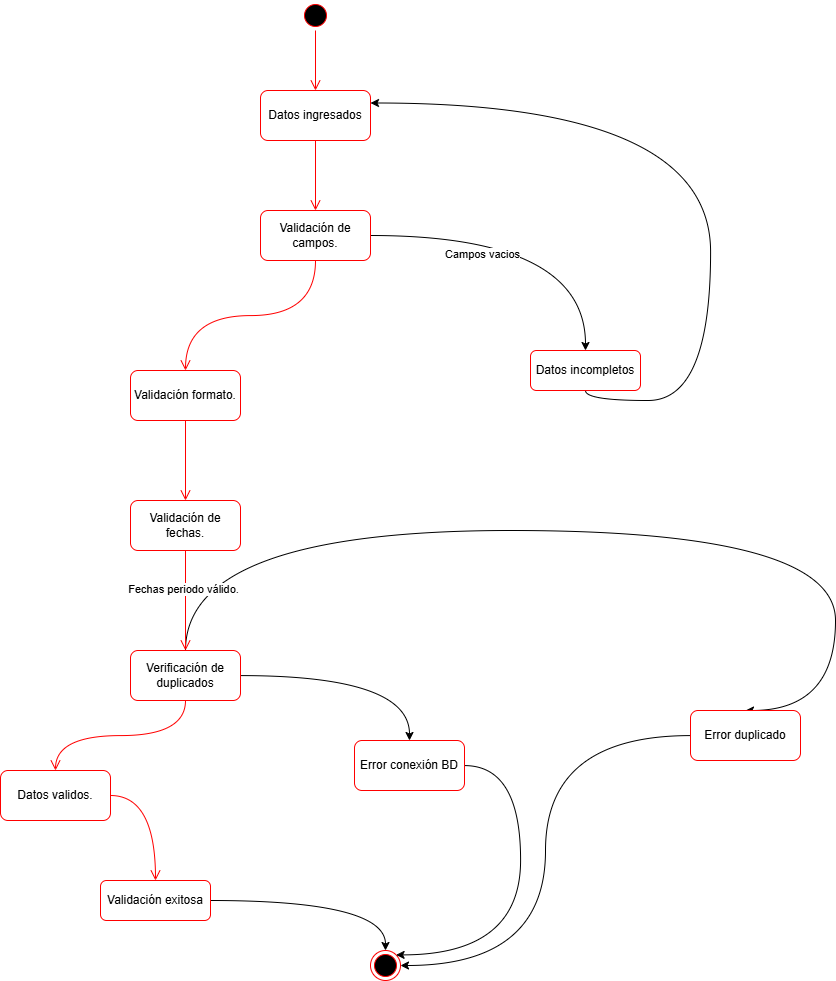 Datos ingresados
Validación de
campos.
Campos vacios
Datos incompletos
Validación formato.
Validación de
fechas.
Fechas periodo válido.
Verificación de
duplicados
Error duplicado
Error conexión BD
Datos validos.
Validación exitosa